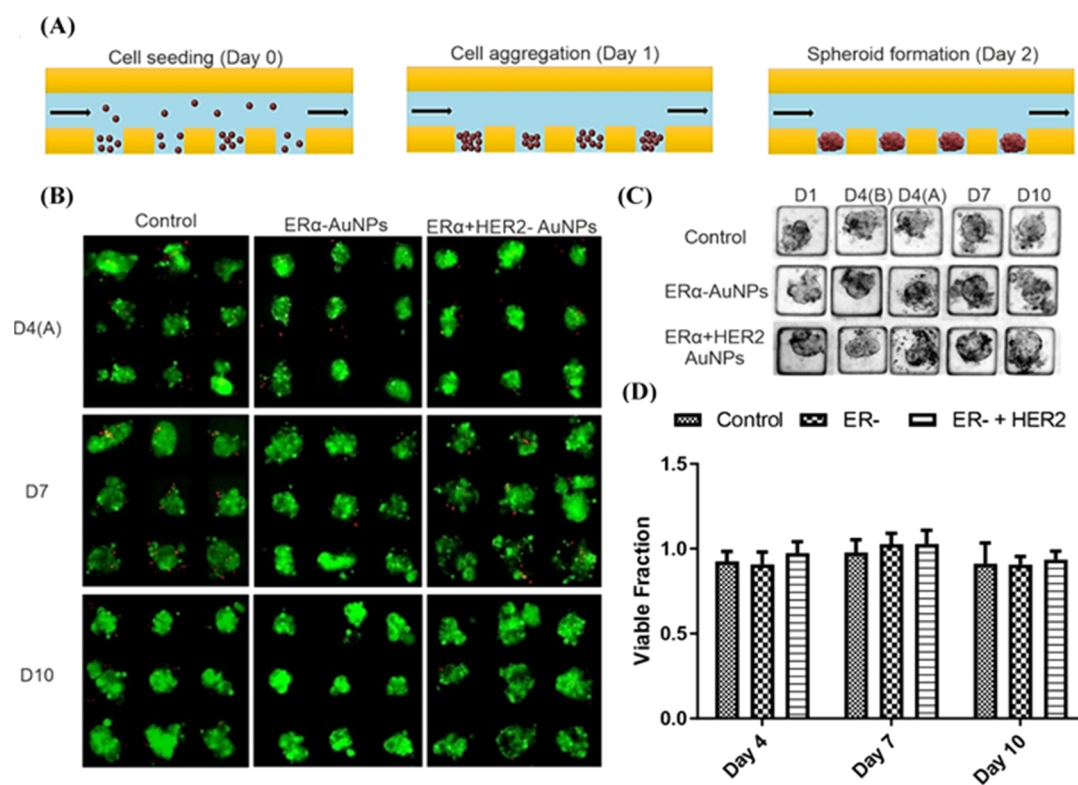 (A)
Cell seeding (Day 0)
Cell aggregation (Day 1)
Spheroid formation (Day 2)
(B)
Control
ERα-AuNPs
ERα+HER2- AuNPs
D4(A)
D7
D10
(C)
D1
D4(B)
D4(A)
D7
D10
Control
ERα-AuNPs
ERα+HER2
AuNPs
(D)
Control
ER-
ER- + HER2
Viable Fraction
1.5
1.0
0.5
0.0
Day 4
Day 7
Day 10